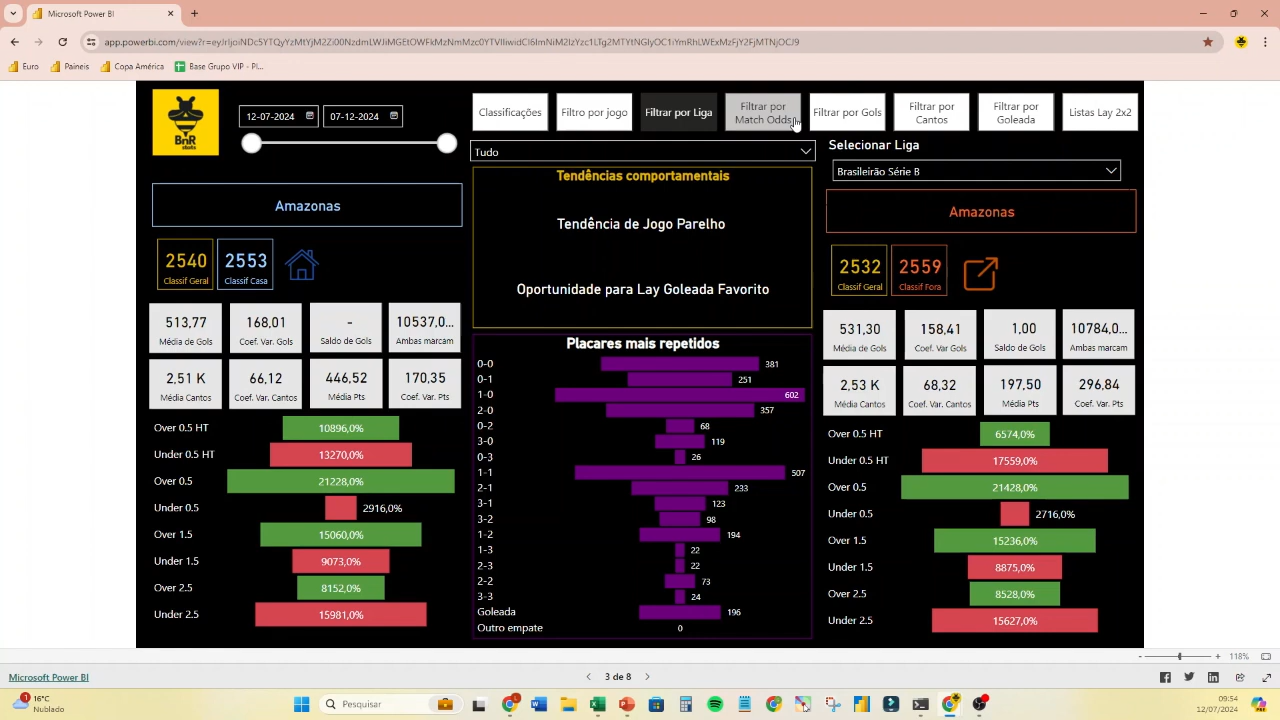 Microsoft Power BI
app.powerbi.com/view?r=eyJrIjoiNDc5YTQyYzMtYjM2Zi00NzdmLWJiMGEtOWFkMzNmMzc0YTVlIiwidCI6ImNiM2IzYzc1LTg2MTYtNGIyOC1iYmRhLWExMzFjY2FjMTNjOCJ9
Euro
Paineis
Copa América
Base Grupo VIP - Pl...
BNR
stats
12-07-2024
07-12-2024
Classificações
Filtro por jogo
Filtrar por Liga
Filtrar por
Match Odds
Filtrar por Gols
Filtrar por
Cantos
Filtrar por
Goleada
Listas Lay 2x2
Tudo
Selecionar Liga
Brasileirão Série B
Amazonas
2540
Classif Geral
2553
Classif Casa
513,77
Média de Gols
168,01
Coef. Var. Gols
-
Saldo de Gols
10537,0...
Ambas marcam
2,51 K
Média Cantos
66,12
Coef. Var. Cantos
446,52
Média Pts
170,35
Coef. Var. Pts
Over 0.5 HT 10896,0%
Under 0.5 HT 13270,0%
Over 0.5 21228,0%
Under 0.5 2916,0%
Over 1.5 15060,0%
Under 1.5 9073,0%
Over 2.5 8152,0%
Under 2.5 15981,0%
Tendências comportamentais
Tendência de Jogo Parelho
Oportunidade para Lay Goleada Favorito
Placares mais repetidos
0-0 381
0-1 251
1-0 602
2-0 357
0-2 68
3-0 119
0-3 26
1-1 507
2-1 233
3-1 123
3-2 98
1-2 194
1-3 22
2-3 22
2-2 73
3-3 24
Goleada 196
Outro empate 0
Amazonas
2532
Classif Geral
2559
Classif Fora
531,30
Média de Gols
158,41
Coef. Var Gols
1,00
Saldo de Gols
10784,0...
Ambas marcam
2,53 K
Média Cantos
68,32
Coef. Var. Cantos
197,50
Média Pts
296,84
Coef. Var. Pts
Over 0.5 HT 6574,0%
Under 0.5 HT 17559,0%
Over 0.5 21428,0%
Under 0.5 2716,0%
Over 1.5 15236,0%
Under 1.5 8875,0%
Over 2.5 8528,0%
Under 2.5 15627,0%
- + 118%
Microsoft Power BI
< 3 de 8 >
1
16°C
Nublado
Pesquisar
09:54
12/07/2024